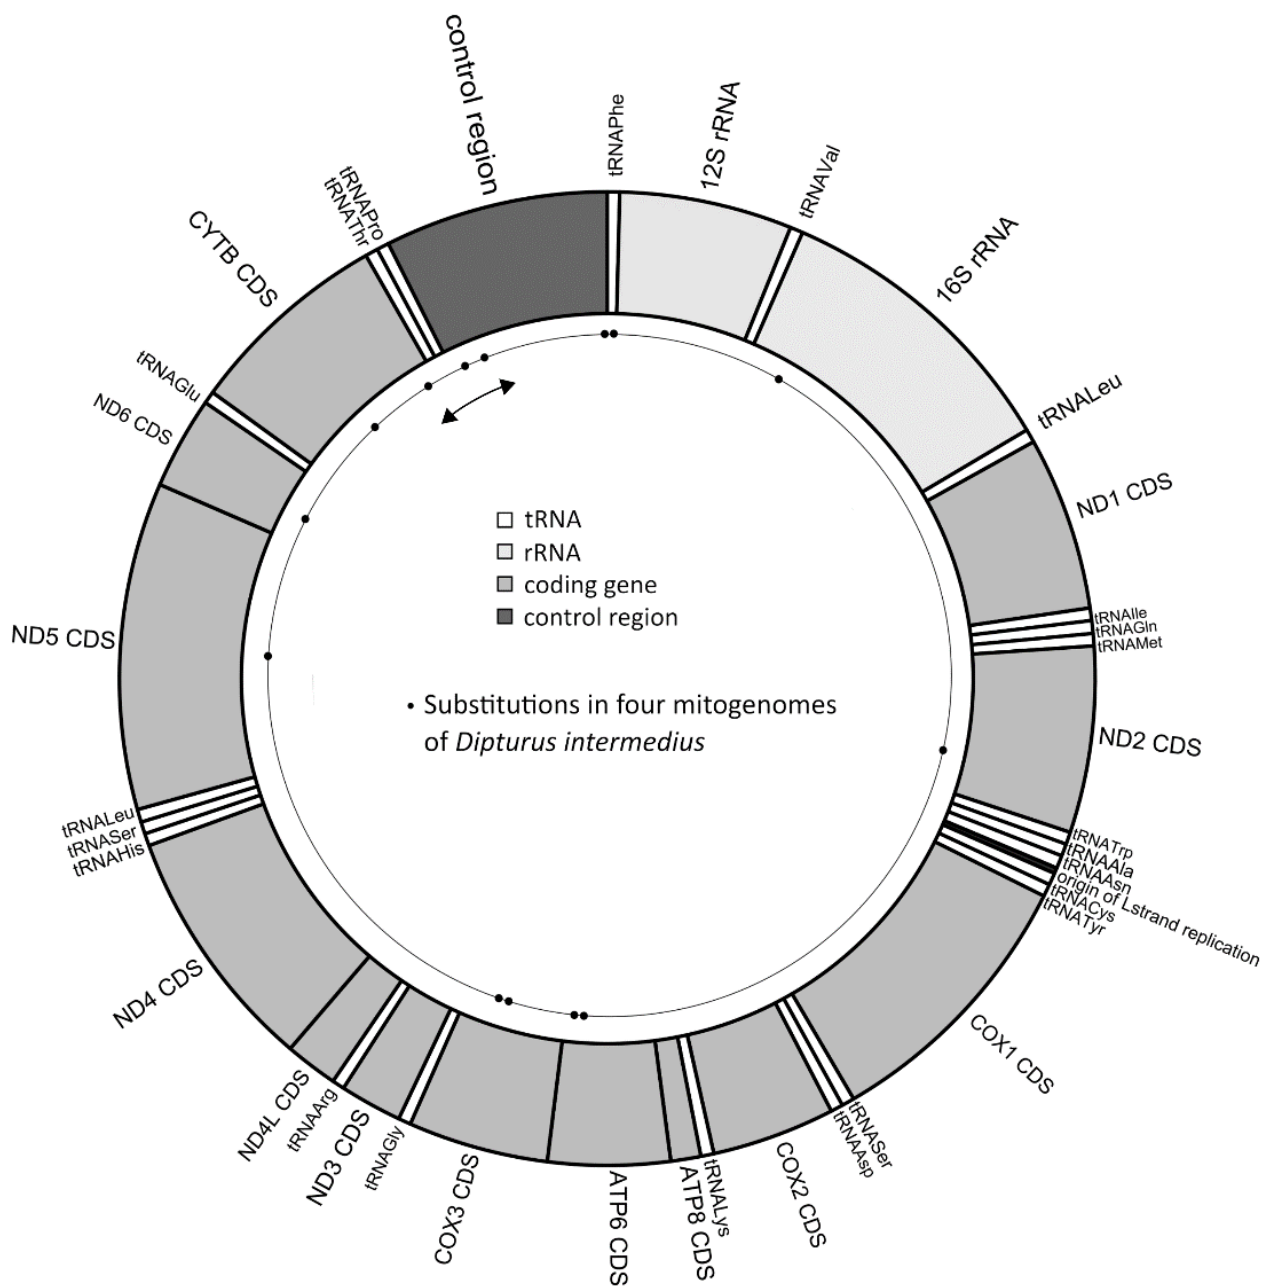 control region
tRNAPhe
12S rRNA
tRNAVal
16S rRNA
tRNALeu
ND1 CDS
tRNAIle
tRNAGln
tRNAMet
ND2 CDS
tRNATrp
tRNAAla
tRNAAsn
origin of Lstrand replication
tRNACys
tRNATyr
COX1 CDS
tRNASer
tRNAAsp
COX2 CDS
tRNALys
ATP8 CDS
ATP6 CDS
COX3 CDS
tRNAGly
ND3 CDS
tRNAArg
ND4L CDS
ND4 CDS
tRNAHis
tRNASer
tRNALeu
ND5 CDS
ND6 CDS
tRNAGlu
CYTB CDS
tRNAThr
tRNAPro
tRNA
rRNA
coding gene
control region
• Substitutions in four mitogenomes
of Dipturus intermedius